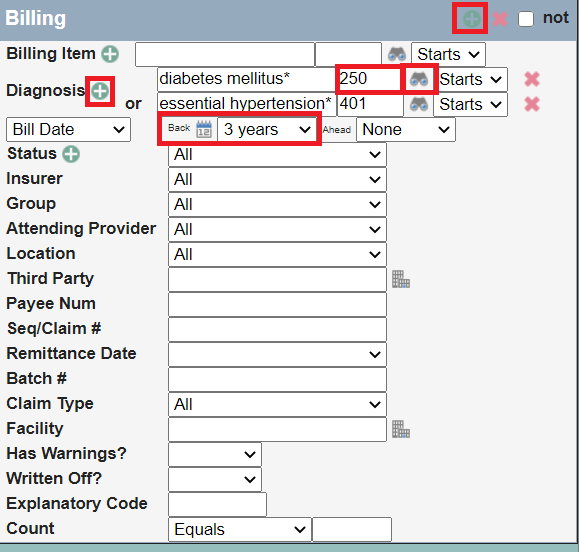 Billing not
Billing Item Starts
Diagnosis diabetes mellitus* 250 Starts
or essential hypertension* 401 Starts
Bill Date Back 12 3 years Ahead None
Status All
Insurer All
Group All
Attending Provider All
Location All
Third Party
Payee Num
Seq/Claim #
Remittance Date
Batch #
Claim Type All
Facility
Has Warnings?
Written Off?
Explanatory Code
Count Equals